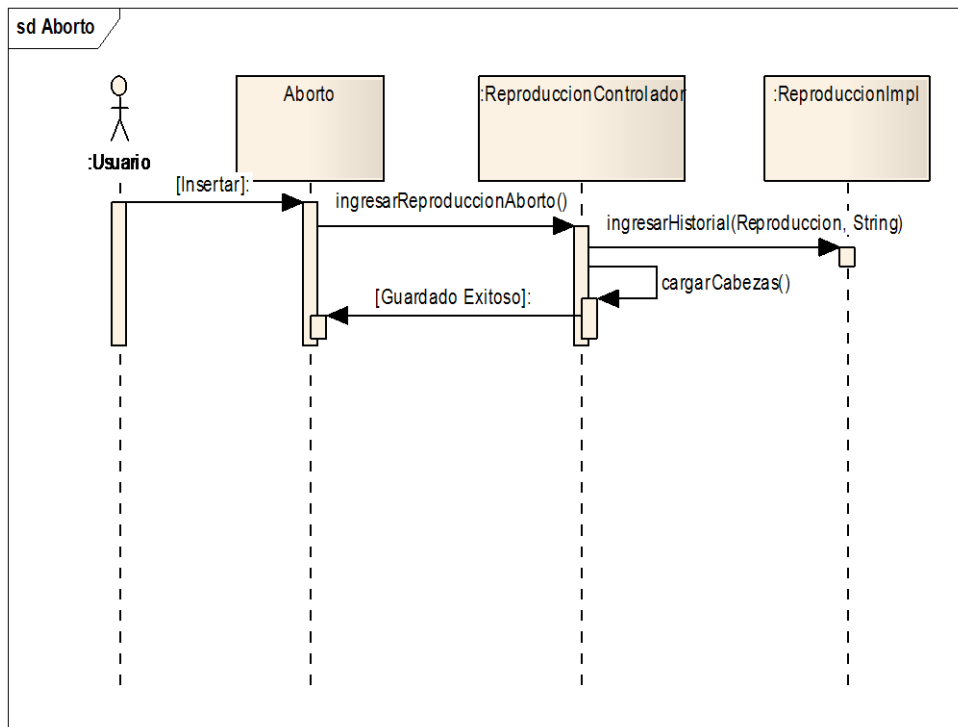 sd Aborto
:Usuario
Aborto
:ReproduccionControlador
:ReproduccionImpl
[Insertar]:
ingresarReproduccionAborto()
ingresarHistorial(Reproduccion, String)
cargarCabezas()
[Guardado Exitoso]: